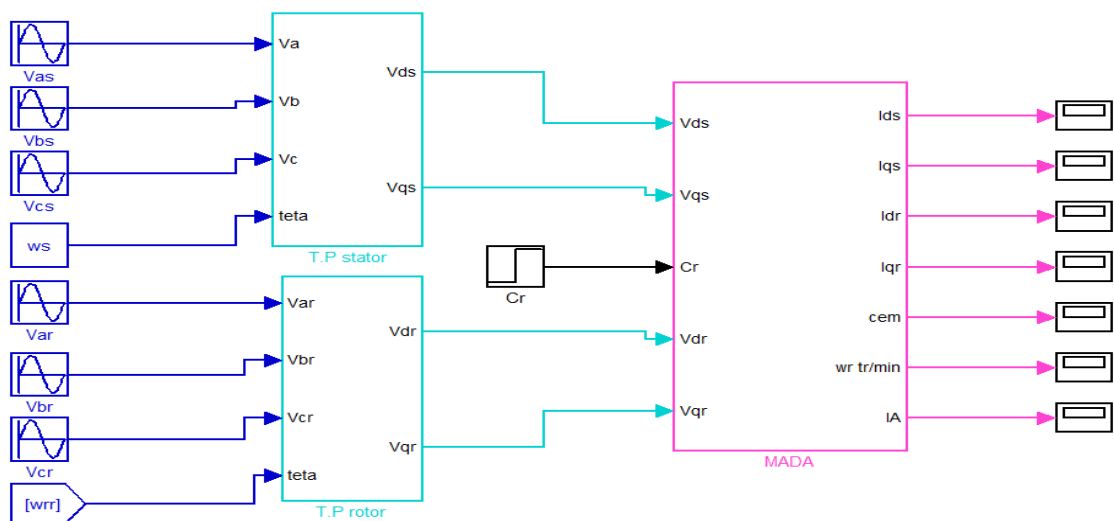 Vas
Vbs
Vcs
ws
Va
Vb
Vc
teta
Vds
Vqs
T.P stator
Var
Vbr
Vcr
[wrr]
Var
Vbr
Vcr
teta
Vdr
Vqr
T.P rotor
Cr
Vds
Vqs
Cr
Vdr
Vqr
Ids
Iqs
Idr
Iqr
cem
wr tr/min
IA
MADA